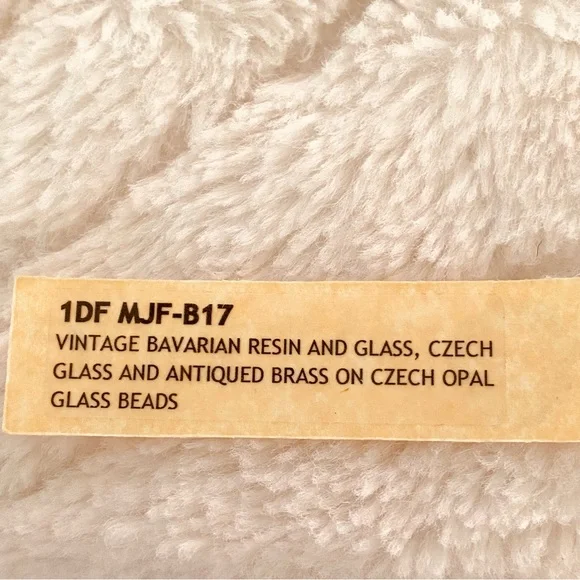 1DF MJF-B17
VINTAGE BAVARIAN RESIN AND GLASS, CZECH
GLASS AND ANTIQUED BRASS ON CZECH OPAL
GLASS BEADS